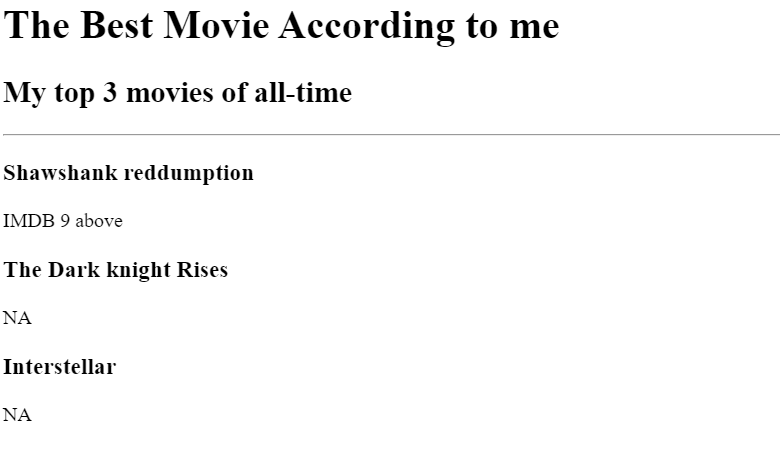 The Best Movie According to me
My top 3 movies of all-time
Shawshank reddumption
IMDB 9 above
The Dark knight Rises
NA
Interstellar
NA